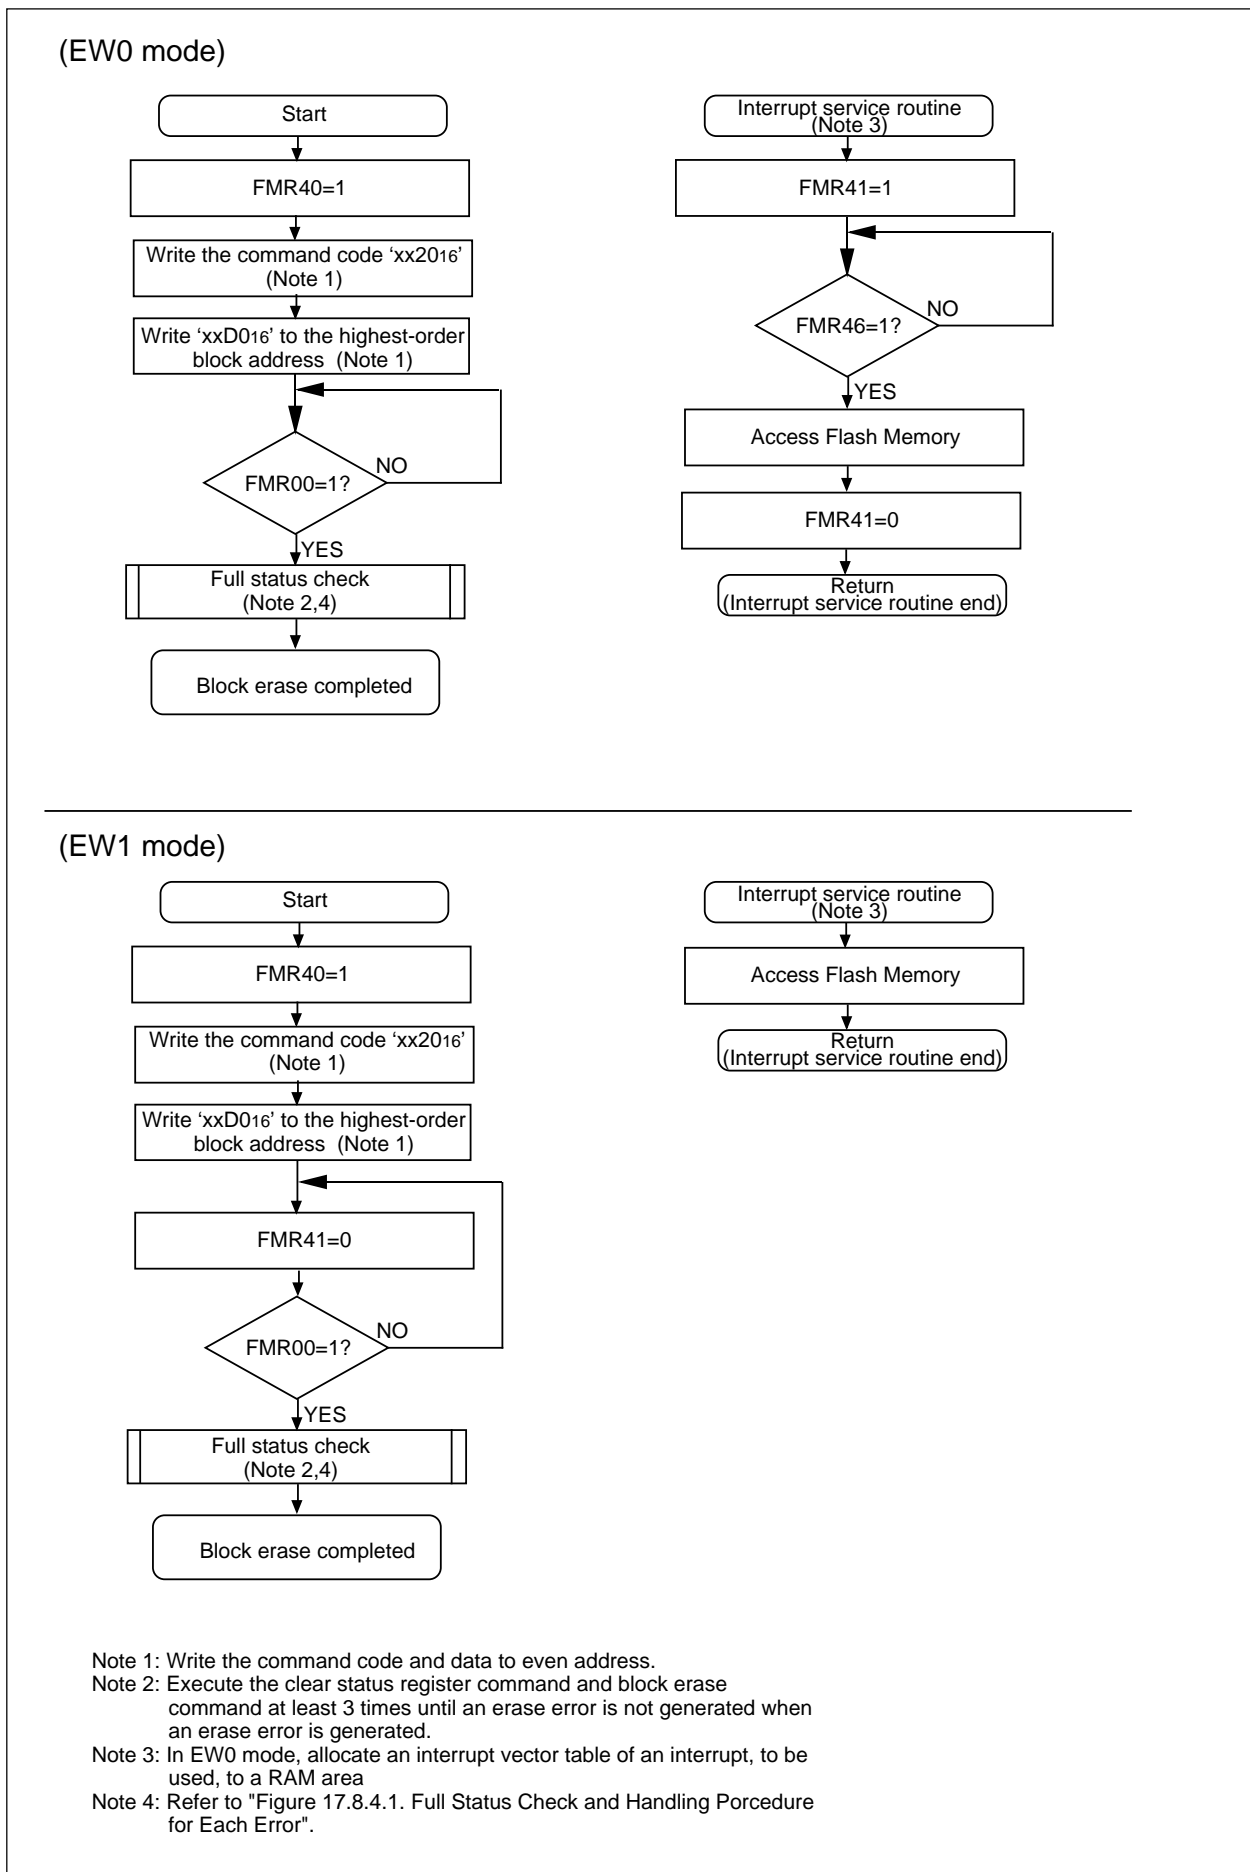 (EW0 mode)
Start
FMR40=1
Write the command code ‘xx2016’
(Note 1)
Write ‘xxD016’ to the highest-order
block address (Note 1)
FMR00=1?
NO
YES
Full status check
(Note 2,4)
Block erase completed
Interrupt service routine
(Note 3)
FMR41=1
FMR46=1?
NO
YES
Access Flash Memory
FMR41=0
Return
(Interrupt service routine end)
(EW1 mode)
Start
FMR40=1
Write the command code ‘xx2016’
(Note 1)
Write ‘xxD016’ to the highest-order
block address (Note 1)
FMR41=0
FMR00=1?
NO
YES
Full status check
(Note 2,4)
Block erase completed
Interrupt service routine
(Note 3)
Access Flash Memory
Return
(Interrupt service routine end)
Note 1: Write the command code and data to even address.
Note 2: Execute the clear status register command and block erase
command at least 3 times until an erase error is not generated when
an erase error is generated.
Note 3: In EW0 mode, allocate an interrupt vector table of an interrupt, to be
used, to a RAM area
Note 4: Refer to "Figure 17.8.4.1. Full Status Check and Handling Porcedure
for Each Error".